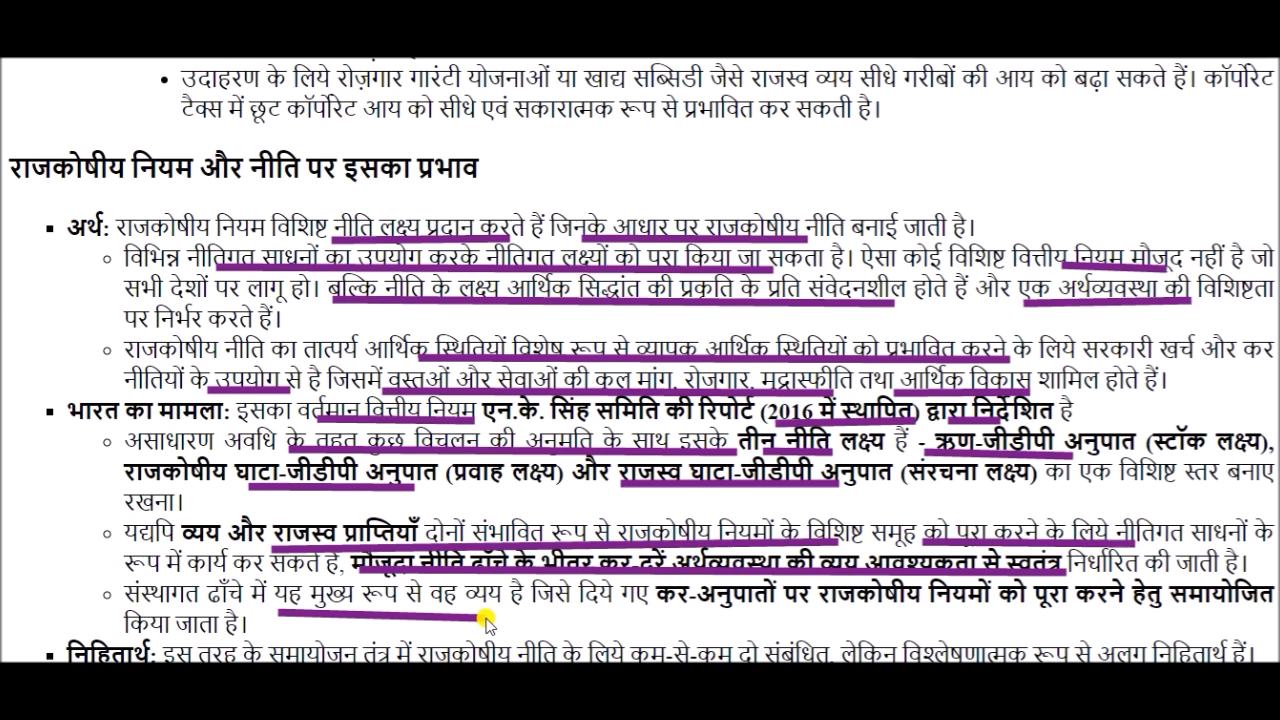 उदाहरण के लिये रोज़गार गारंटी योजनाओं या खाद्य सब्सिडी जैसे राजस्व व्यय सीधे गरीबों की आय को बढ़ा सकते हैं। कॉर्पोरेट
टैक्स में छूट कॉर्पोरेट आय को सीधे एवं सकारात्मक रूप से प्रभावित कर सकती है।
राजकोषीय नियम और नीति पर इसका प्रभाव
अर्थ: राजकोषीय नियम विशिष्ट नीति लक्ष्य प्रदान करते हैं जिनके आधार पर राजकोषीय नीति बनाई जाती है।
विभिन्न नीतिगत साधनों का उपयोग करके नीतिगत लक्ष्यों को पूरा किया जा सकता है। ऐसा कोई विशिष्ट वित्तीय नियम मौजूद नहीं है जो
सभी देशों पर लागू हो। बल्कि नीति के लक्ष्य आर्थिक सिद्धांत की प्रकृति के प्रति संवेदनशील होते हैं और एक अर्थव्यवस्था की विशिष्टता
पर निर्भर करते हैं।
राजकोषीय नीति का तात्पर्य आर्थिक स्थितियों विशेष रूप से व्यापक आर्थिक स्थितियों को प्रभावित करने के लिये सरकारी खर्च और कर
नीतियों के उपयोग से है जिसमें वस्तुओं और सेवाओं की कुल मांग, रोज़गार, मुद्रास्फीति तथा आर्थिक विकास शामिल होते हैं।
भारत का मामला: इसका वर्तमान वित्तीय नियम एन.के. सिंह समिति की रिपोर्ट (2016 में स्थापित) द्वारा निर्देशित है
असाधारण अवधि के तहत कुछ विचलन की अनुमति के साथ इसके तीन नीति लक्ष्य हैं - ऋण-जीडीपी अनुपात (स्टॉक लक्ष्य),
राजकोषीय घाटा-जीडीपी अनुपात (प्रवाह लक्ष्य) और राजस्व घाटा-जीडीपी अनुपात (संरचना लक्ष्य) का एक विशिष्ट स्तर बनाए
रखना।
यद्यपि व्यय और राजस्व प्राप्तियाँ दोनों संभावित रूप से राजकोषीय नियमों के विशिष्ट समूह को पूरा करने के लिये नीतिगत साधनों के
रूप में कार्य कर सकते हैं, मौजूदा नीति ढाँचे के भीतर कर-दरें अर्थव्यवस्था की व्यय आवश्यकता से स्वतंत्र निर्धारित की जाती है।
संस्थागत ढाँचे में यह मुख्य रूप से वह व्यय है जिसे दिये गए कर-अनुपातों पर राजकोषीय नियमों को पूरा करने हेतु समायोजित
किया जाता है।
निहितार्थ: इस तरह के समायोजन तंत्र में राजकोषीय नीति के लिये कम-से-कम दो संबंधित, लेकिन विश्लेषणात्मक रूप से अलग निहितार्थ हैं।